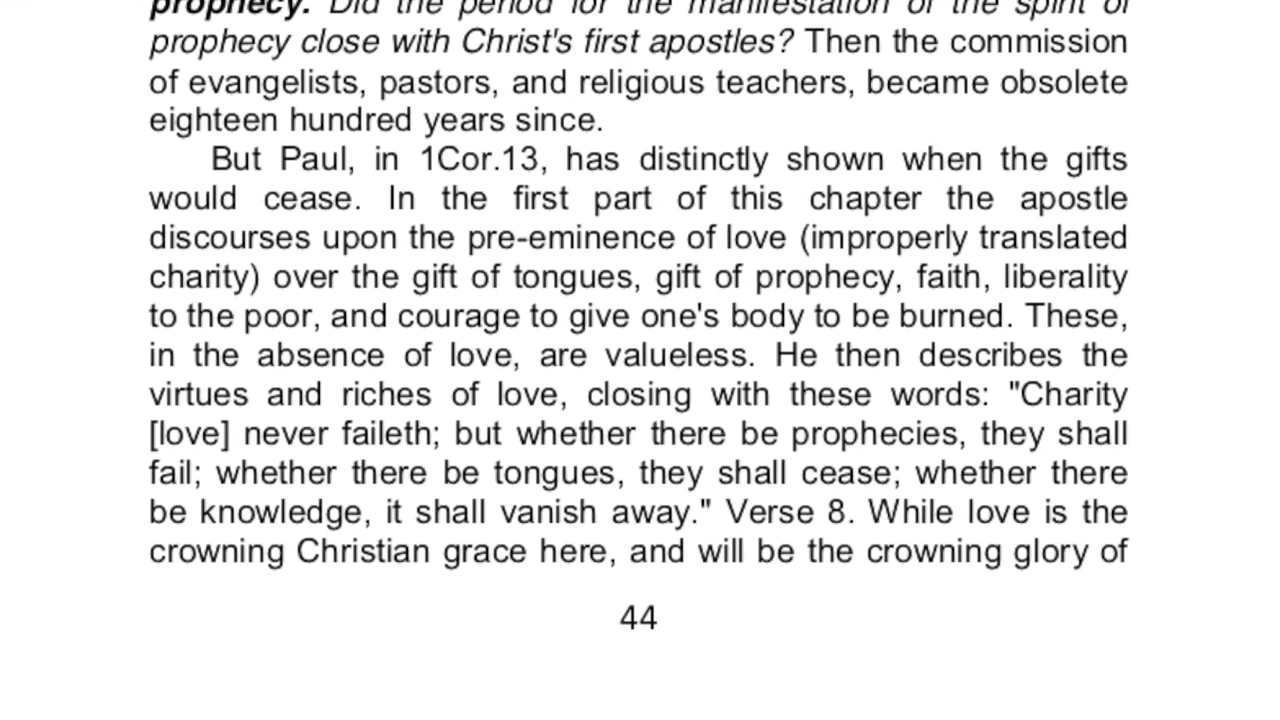 prophecy. Did the period for the manifestation of the spirit of
prophecy close with Christ's first apostles? Then the commission
of evangelists, pastors, and religious teachers, became obsolete
eighteen hundred years since.
But Paul, in 1Cor.13, has distinctly shown when the gifts
would cease. In the first part of this chapter the apostle
discourses upon the pre-eminence of love (improperly translated
charity) over the gift of tongues, gift of prophecy, faith, liberality
to the poor, and courage to give one's body to be burned. These,
in the absence of love, are valueless. He then describes the
virtues and riches of love, closing with these words: "Charity
[love] never faileth; but whether there be prophecies, they shall
fail; whether there be tongues, they shall cease; whether there
be knowledge, it shall vanish away." Verse 8. While love is the
crowning Christian grace here, and will be the crowning glory of
44